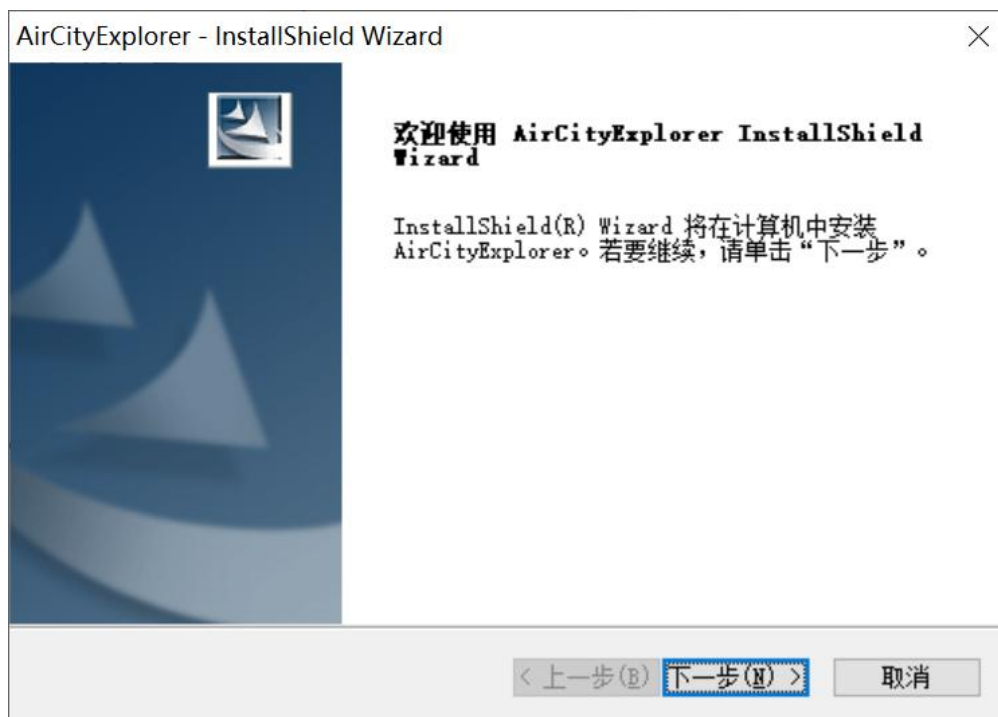 AirCityExplorer - InstallShield Wizard
欢迎使用 AirCityExplorer InstallShield
Wizard
InstallShield(R) Wizard 将在计算机中安装
AirCityExplorer。若要继续，请单击“下一步”。
< 上一步(B) 下一步(N) > 取消